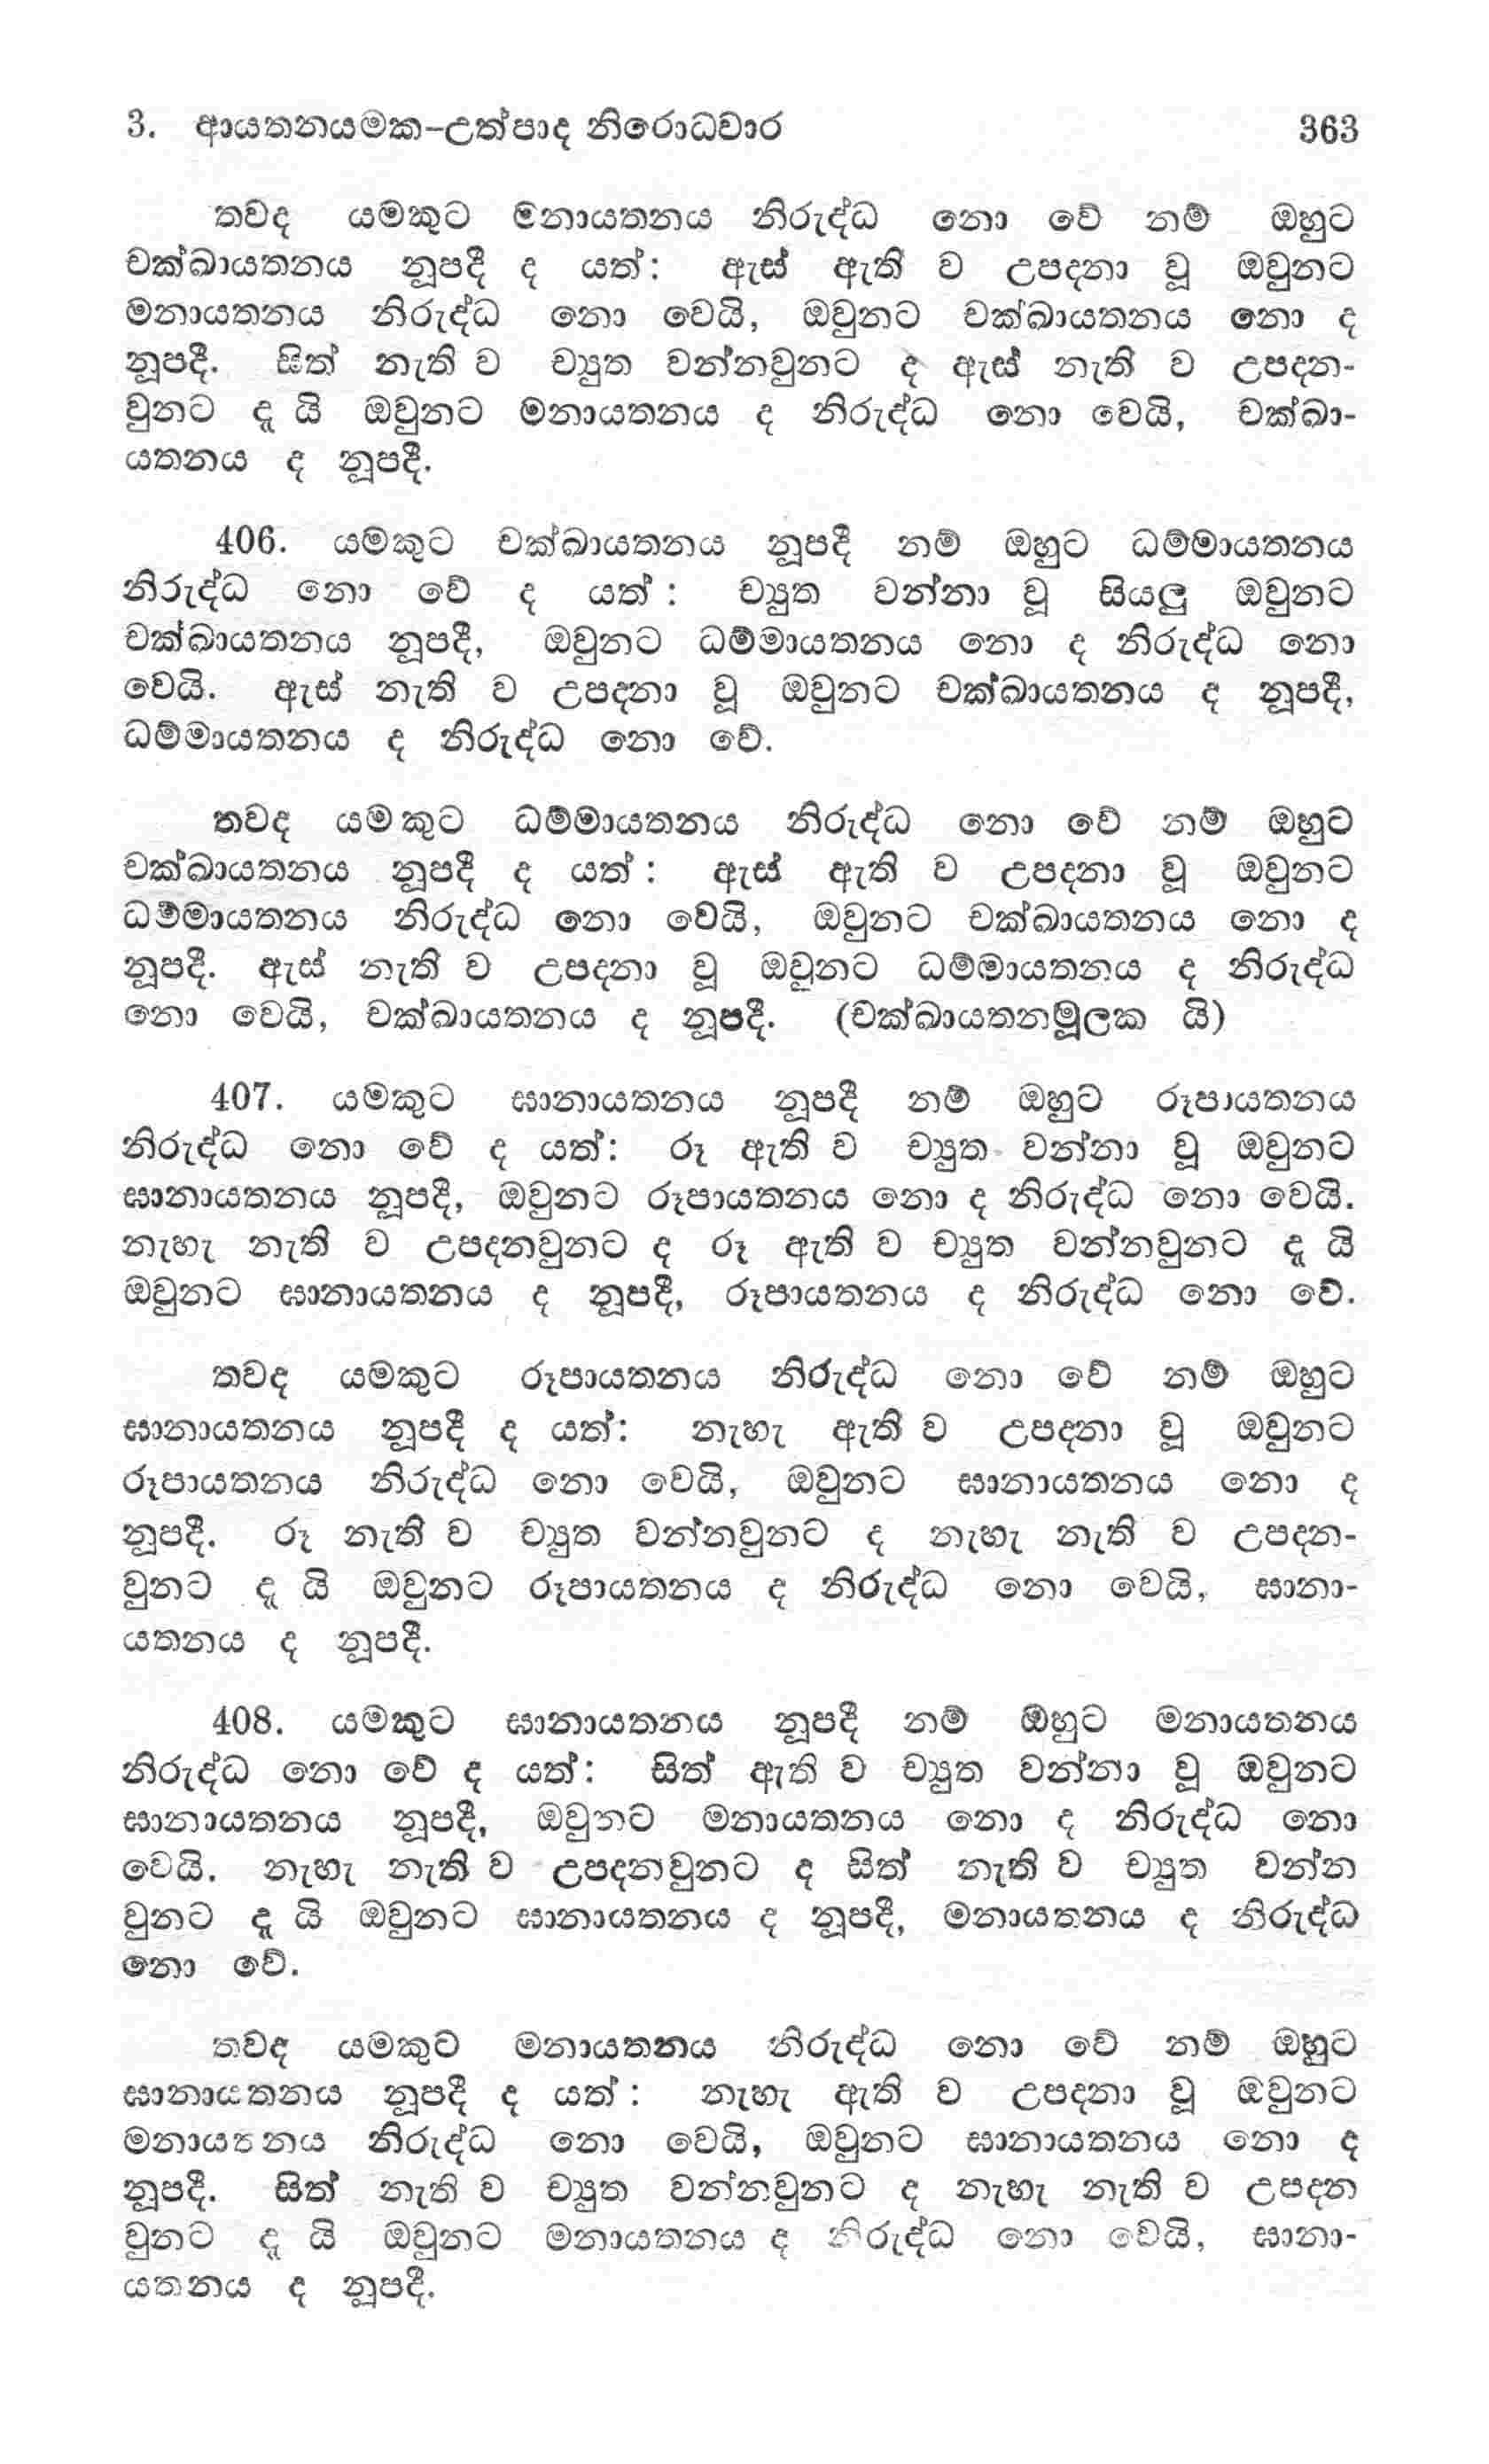 3. ආයතනයමක-උත්පාද නිරොධවාර 363
තවද යමකුට මනායතනය නිරුද්ධ නො වේ නම් ඔහුට
චක්ඛායතනය නූපදී ද යත්: ඇස් ඇති ව උපදනා වූ ඔවුනට
මනායතනය නිරුද්ධ නො වෙයි, ඔවුනට චක්ඛායතනය නො ද
නූපදී. සිත් නැති ව ච්‍යුත වන්නවුනට ද ඇස් නැති ව උපදන-
වුනට දැ යි ඔවුනට මනායතනය ද නිරුද්ධ නො වෙයි, චක්ඛා-
යතනය ද නූපදී.
406. යමකුට චක්ඛායතනය නූපදී නම් ඔහුට ධම්මායතනය
නිරුද්ධ නො වේ ද යත් : ච්‍යුත වන්නා වූ සියලු ඔවුනට
චක්ඛායතනය නූපදී, ඔවුනට ධම්මායතනය නො ද නිරුද්ධ නො
වෙයි. ඇස් නැති ව උපදනා වූ ඔවුනට චක්ඛායතනය ද නූපදී,
ධම්මායතනය ද නිරුද්ධ නො වේ.
තවද යමකුට ධම්මායතනය නිරුද්ධ නො වේ නම් ඔහුට
චක්ඛායතනය නූපදී ද යත් : ඇස් ඇති ව උපදනා වූ ඔවුනට
ධම්මායතනය නිරුද්ධ නො වෙයි, ඔවුනට චක්ඛායතනය නො ද
නූපදී. ඇස් නැති ව උපදනා වූ ඔවුනට ධම්මායතනය ද නිරුද්ධ
නො වෙයි, චක්ඛායතනය ද නූපදී. (චක්ඛායතනමූලක යි)
407. යමකුට ඝානායතනය නූපදී නම් ඔහුට රූපායතනය
නිරුද්ධ නො වේ ද යත්: රූ ඇති ව ච්‍යුත වන්නා වූ ඔවුනට
ඝානායතනය නූපදී, ඔවුනට රූපායතනය නො ද නිරුද්ධ නො වෙයි.
නැහැ නැති ව උපදනවුනට ද රූ ඇති ව ච්‍යුත වන්නවුනට දැ යි
ඔවුනට ඝානායතනය ද නූපදී, රූපායතනය ද නිරුද්ධ නො වේ.
තවද යමකුට රූපායතනය නිරුද්ධ නො වේ නම් ඔහුට
ඝානායතනය නූපදී ද යත්: නැහැ ඇති ව උපදනා වූ ඔවුනට
රූපායතනය නිරුද්ධ නො වෙයි, ඔවුනට ඝානායතනය නො ද
නූපදී. රූ නැති ව ච්‍යුත වන්නවුනට ද නැහැ නැති ව උපදන-
වුනට දැ යි ඔවුනට රූපායතනය ද නිරුද්ධ නො වෙයි, ඝානා-
යතනය ද නූපදී.
408. යමකුට ඝානායතනය නූපදී නම් ඔහුට මනායතනය
නිරුද්ධ නො වේ ද යත්: සිත් ඇති ව ච්‍යුත වන්නා වූ ඔවුනට
ඝානායතනය නූපදී, ඔවුනට මනායතනය නො ද නිරුද්ධ නො
වෙයි. නැහැ නැති ව උපදනවුනට ද සිත් නැති ව ච්‍යුත වන්න
වුනට දැ යි ඔවුනට ඝානායතනය ද නූපදී, මනායතනය ද නිරුද්ධ
නො වේ.
තවද යමකුට මනායතනය නිරුද්ධ නො වේ නම් ඔහුට
ඝානායතනය නූපදී ද යත් : නැහැ ඇති ව උපදනා වූ ඔවුනට
මනායතනය නිරුද්ධ නො වෙයි, ඔවුනට ඝානායතනය නො ද
නූපදී. සිත් නැති ව ච්‍යුත වන්නවුනට ද නැහැ නැති ව උපදන
වුනට දැ යි ඔවුනට මනායතනය ද නිරුද්ධ නො වෙයි, ඝානා-
යතනය ද නූපදී.